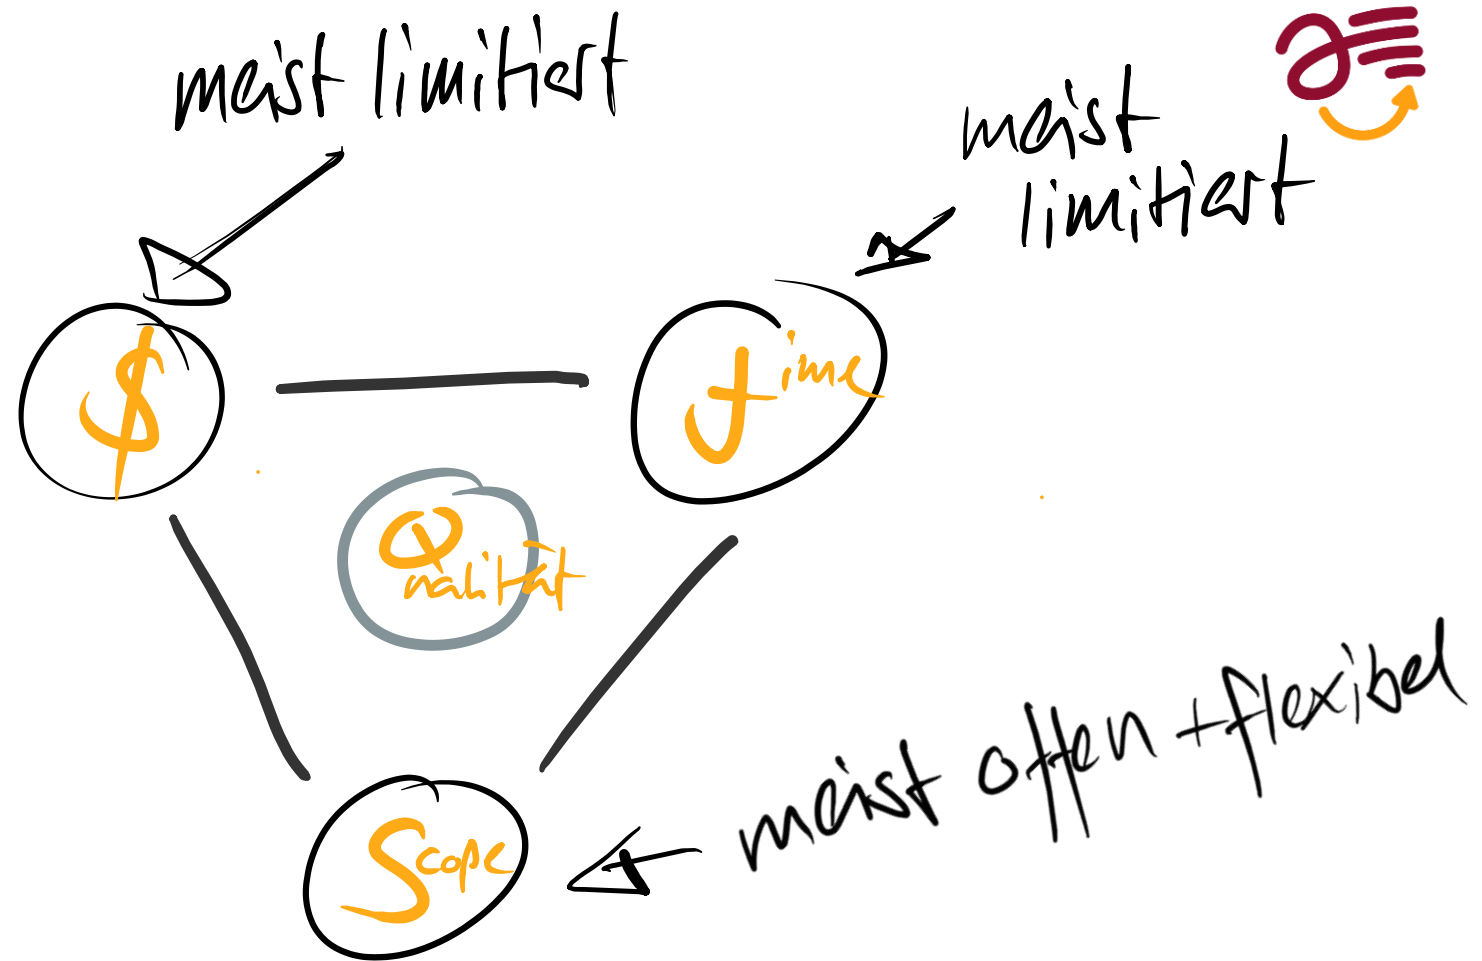 meist limitiert
meist
limitiert
$
time
Qualität
Scope
meist offen + flexibel